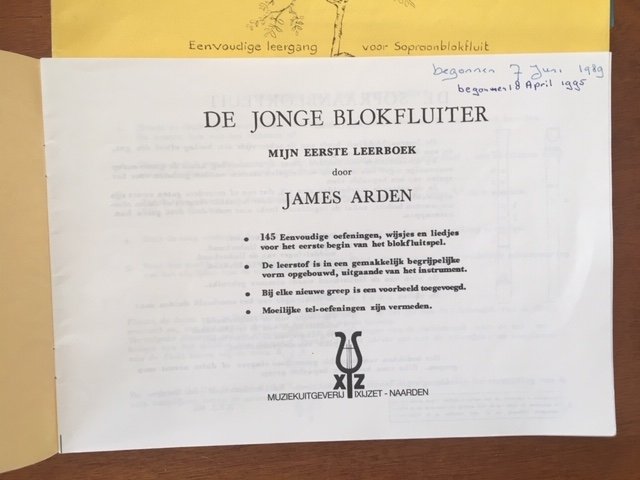 Eenvoudige leergang voor Sopraanblokfluit
begonnen 7 Juni 1989
begonnen 18 April 1995
DE JONGE BLOKFLUITER
MIJN EERSTE LEERBOEK
door
JAMES ARDEN
• 145 Eenvoudige oefeningen, wijsjes en liedjes
voor het eerste begin van het blokfluitspel.
• De leerstof is in een gemakkelijk begrijpelijke
vorm opgebouwd, uitgaande van het instrument.
• Bij elke nieuwe greep is een voorbeeld toegevoegd.
• Moeilijke tel-oefeningen zijn vermeden.
XYZ
MUZIEKUITGEVERIJ IXIJZET - NAARDEN